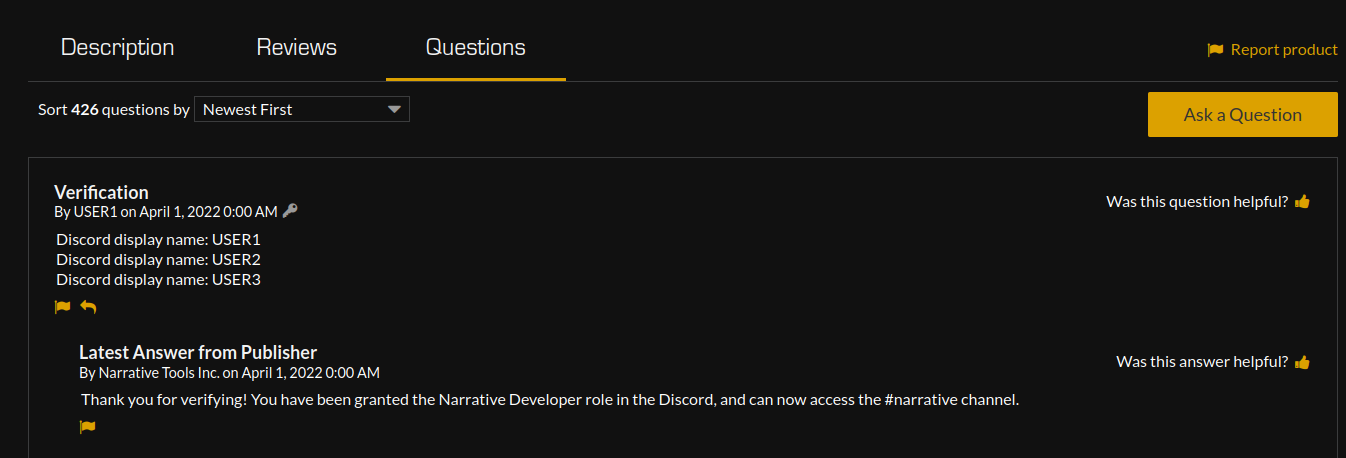 Description Reviews Questions
Report product
Sort 426 questions by Newest First
Ask a Question
Verification
By USER1 on April 1, 2022 0:00 AM
Was this question helpful?
Discord display name: USER1
Discord display name: USER2
Discord display name: USER3
Latest Answer from Publisher
By Narrative Tools Inc. on April 1, 2022 0:00 AM
Was this answer helpful?
Thank you for verifying! You have been granted the Narrative Developer role in the Discord, and can now access the #narrative channel.